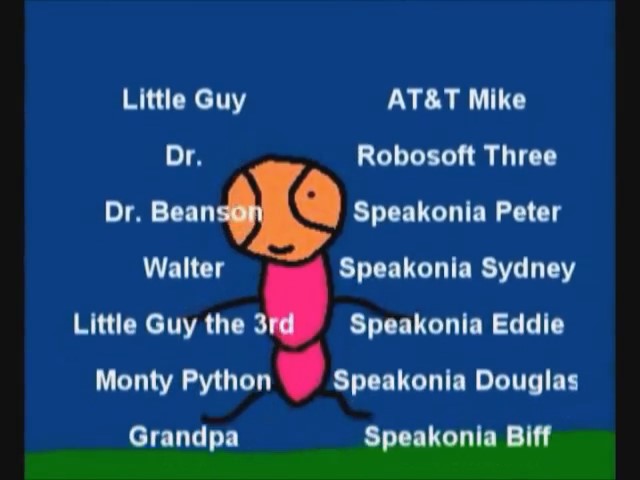 Little Guy AT&T Mike
Dr. Robosoft Three
Dr. Beanson Speakonia Peter
Walter Speakonia Sydney
Little Guy the 3rd Speakonia Eddie
Monty Python Speakonia Douglas
Grandpa Speakonia Biff